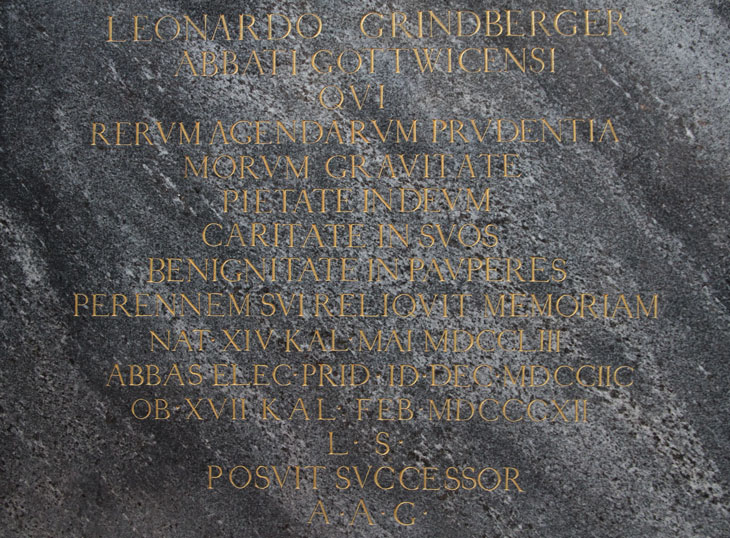 LEONARDO GRINDBERGER
ABBATI GOTTWICENSI
QVI
RERVM AGENDARVM PRVDENTIA
MORVM GRAVITATE
PIETATE IN DEVM
CARITATE IN SVOS
BENIGNITATE IN PAVPERES
PERENNEM SVI RELIQVIT MEMORIAM
NAT·XIV KAL·MAI MDCCLIII
ABBAS ELEC·PRID·ID·DEC·MDCCIIC
OB·XVII KAL·FEB·MDCCCXII
L·S·
POSVIT SVCCESSOR
A·A·G·